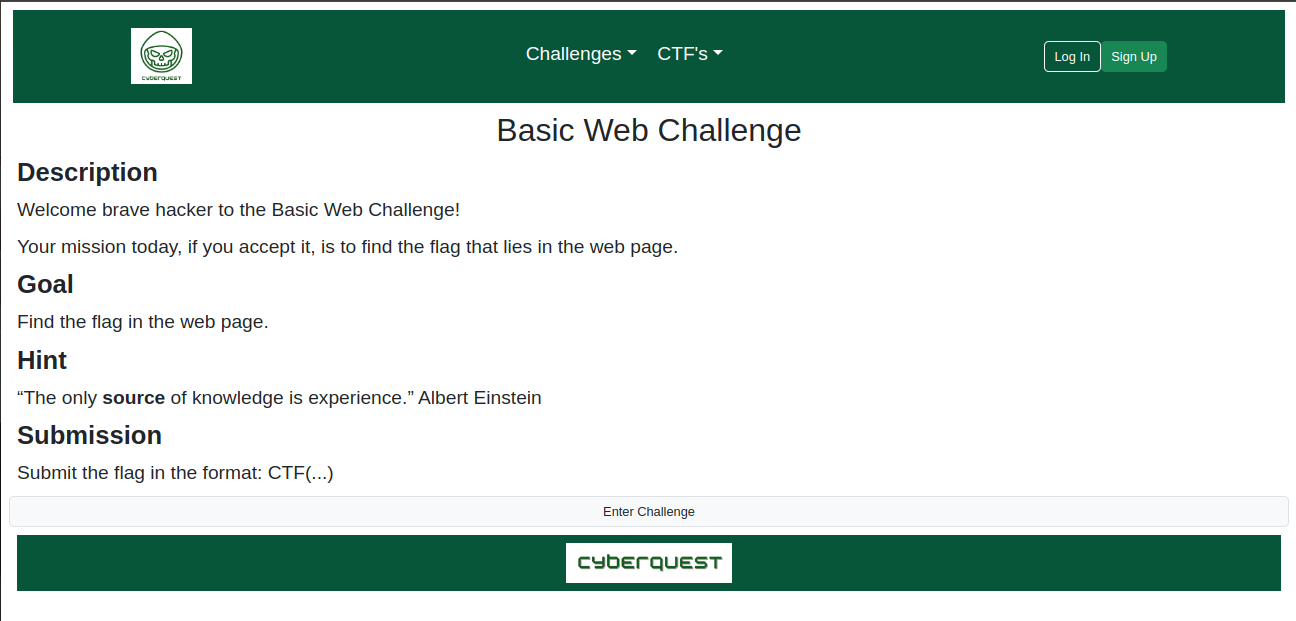 Challenges CTF's Log In Sign Up
cyberquest
Basic Web Challenge
Description
Welcome brave hacker to the Basic Web Challenge!
Your mission today, if you accept it, is to find the flag that lies in the web page.
Goal
Find the flag in the web page.
Hint
“The only source of knowledge is experience.” Albert Einstein
Submission
Submit the flag in the format: CTF(...)
Enter Challenge
cyberquest